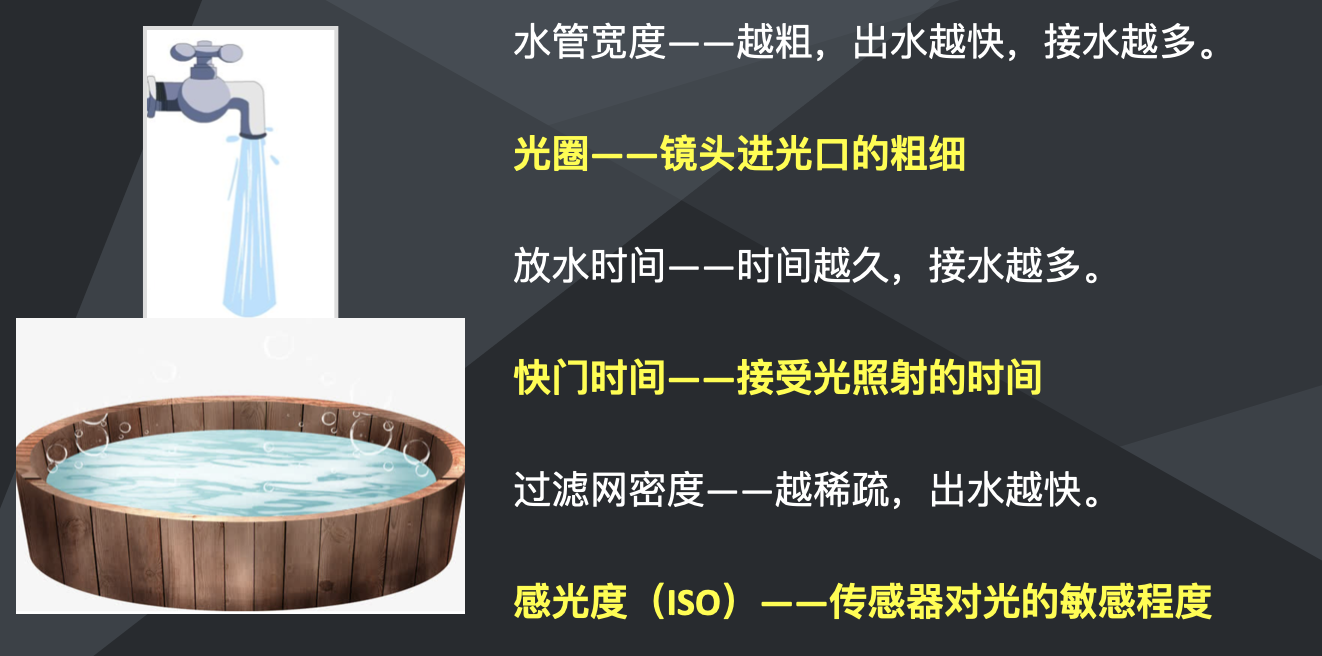 水管宽度——越粗，出水越快，接水越多。
光圈——镜头进光口的粗细
放水时间——时间越久，接水越多。
快门时间——接受光照射的时间
过滤网密度——越稀疏，出水越快。
感光度（ISO）——传感器对光的敏感程度